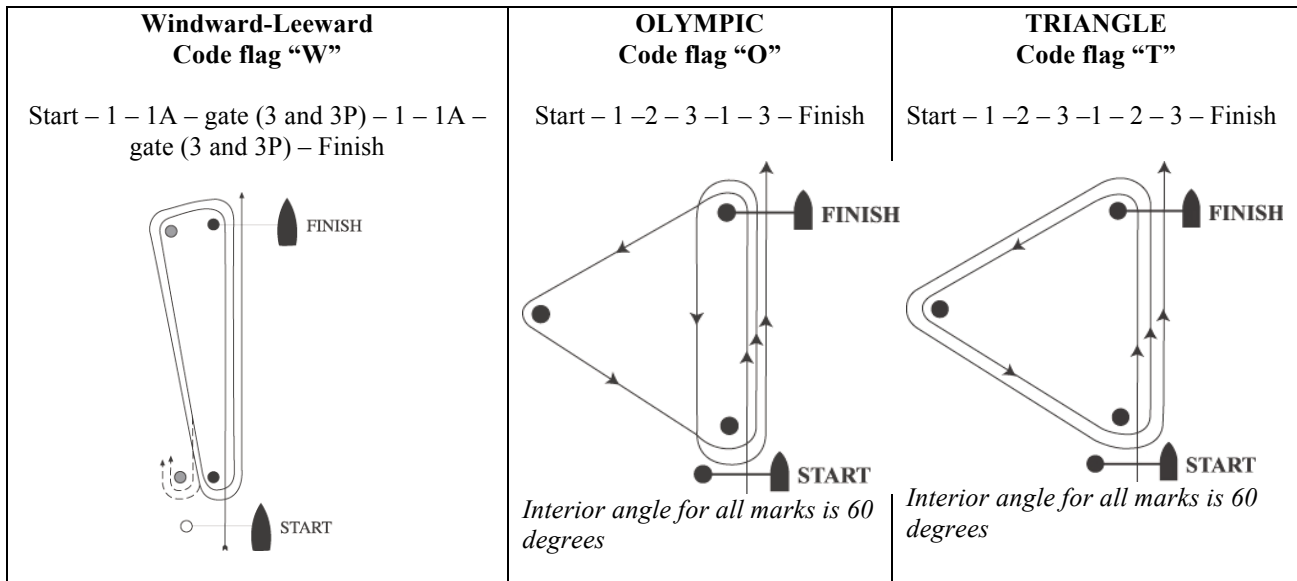 Windward-Leeward
Code flag “W”
Start – 1 – 1A – gate (3 and 3P) – 1 – 1A –
gate (3 and 3P) – Finish
FINISH
START
OLYMPIC
Code flag “O”
Start – 1 –2 – 3 –1 – 3 – Finish
FINISH
START
Interior angle for all marks is 60
degrees
TRIANGLE
Code flag “T”
Start – 1 –2 – 3 –1 – 2 – 3 – Finish
FINISH
START
Interior angle for all marks is 60
degrees